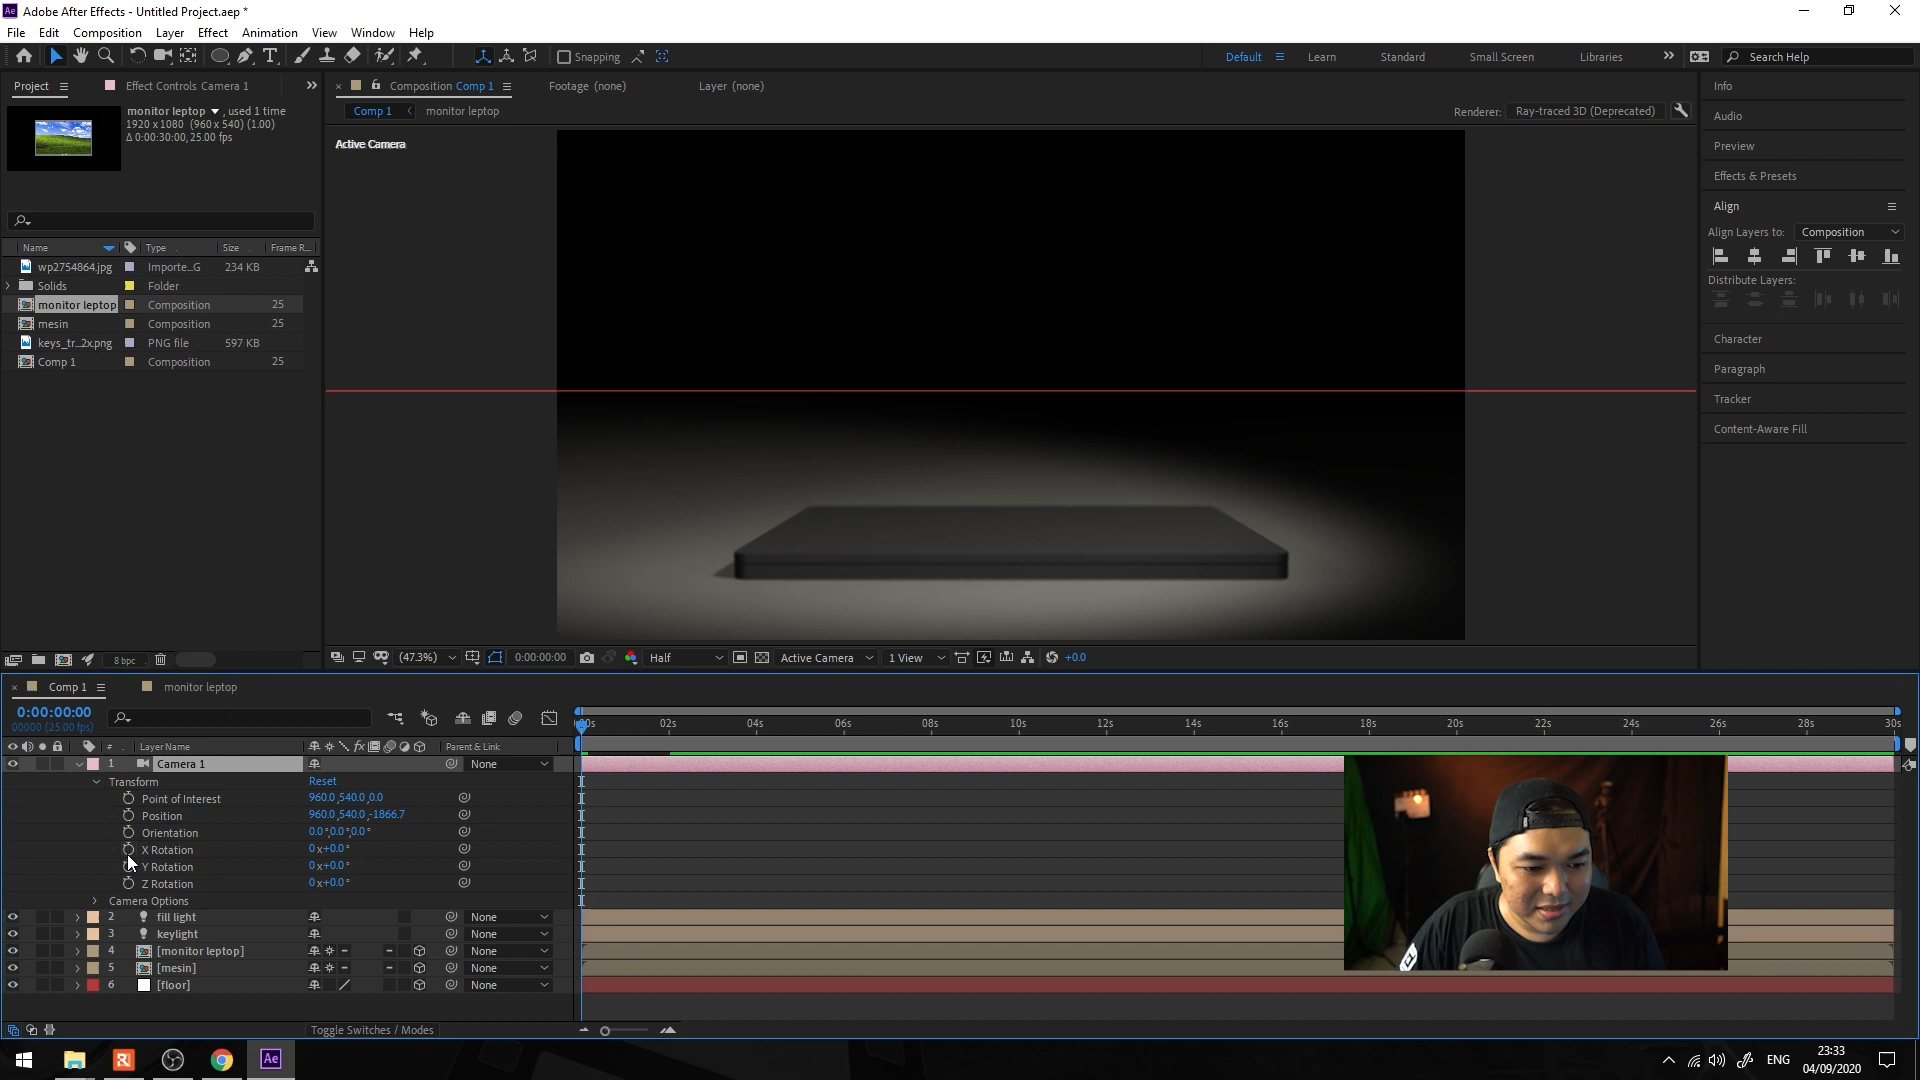 Adobe After Effects - Untitled Project.aep *
File Edit Composition Layer Effect Animation View Window Help
Snapping Default Learn Standard Small Screen Libraries Search Help
Project Effect Controls Camera 1
monitor leptop , used 1 time
1920 x 1080 (960 x 540) (1.00)
Δ 0:00:30:00, 25.00 fps
Name Type Size Frame R...
wp2754864.jpg Importe...G 234 KB
Solids Folder
monitor leptop Composition 25
mesin Composition 25
keys_tr...2x.png PNG file 597 KB
Comp 1 Composition 25
8 bpc
Composition Comp 1 Footage (none) Layer (none)
Comp 1 monitor leptop Renderer: Ray-traced 3D (Deprecated)
Active Camera
(47.3%) 0:00:00:00 Half Active Camera 1 View +0.0
Info
Audio
Preview
Effects & Presets
Align
Align Layers to: Composition
Distribute Layers:
Character
Paragraph
Tracker
Content-Aware Fill
Comp 1 monitor leptop
0:00:00:00
00000 (25.00 fps)
00s 02s 04s 06s 08s 10s 12s 14s 16s 18s 20s 22s 24s 26s 28s 30s
# Layer Name Parent & Link
1 Camera 1 None
Transform Reset
Point of Interest 960.0,540.0,0.0
Position 960.0,540.0,-1866.7
Orientation 0.0°,0.0°,0.0°
X Rotation 0x+0.0°
Y Rotation 0x+0.0°
Z Rotation 0x+0.0°
Camera Options
2 fill light None
3 keylight None
4 [monitor leptop] None
5 [mesin] None
6 [floor] None
Toggle Switches / Modes
ENG 23:33
04/09/2020